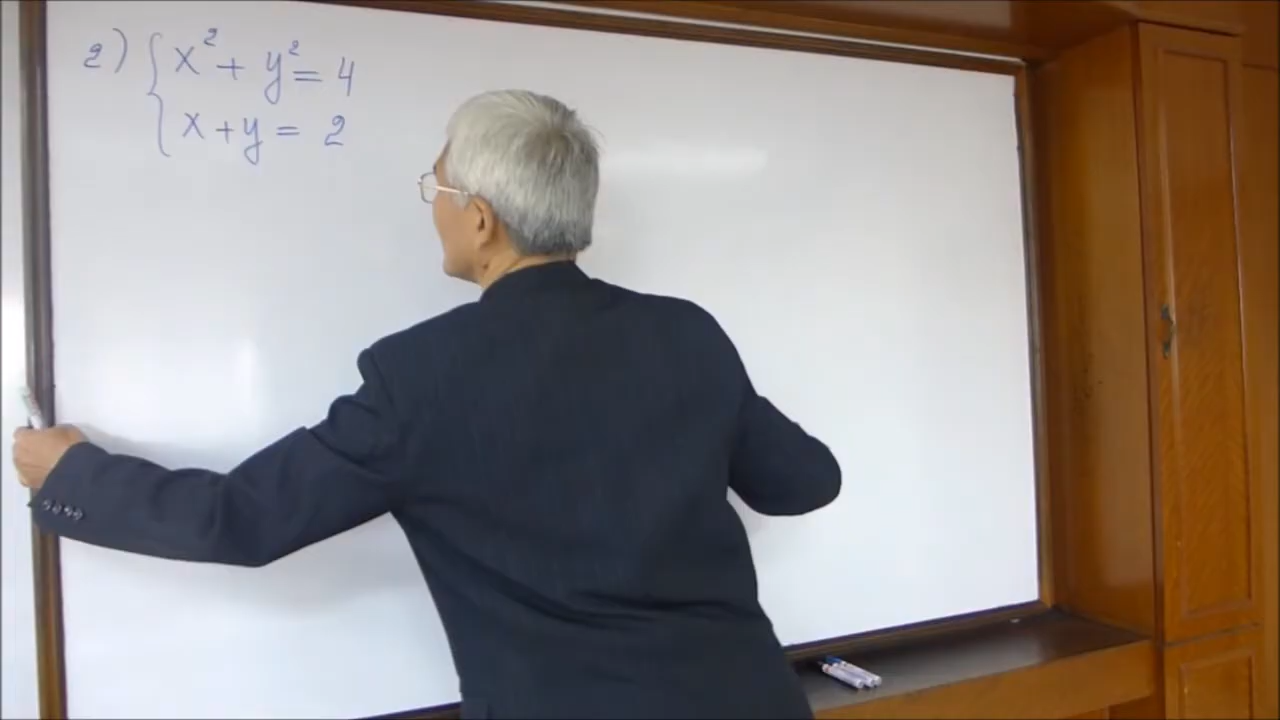 2) { x² + y² = 4
x + y = 2